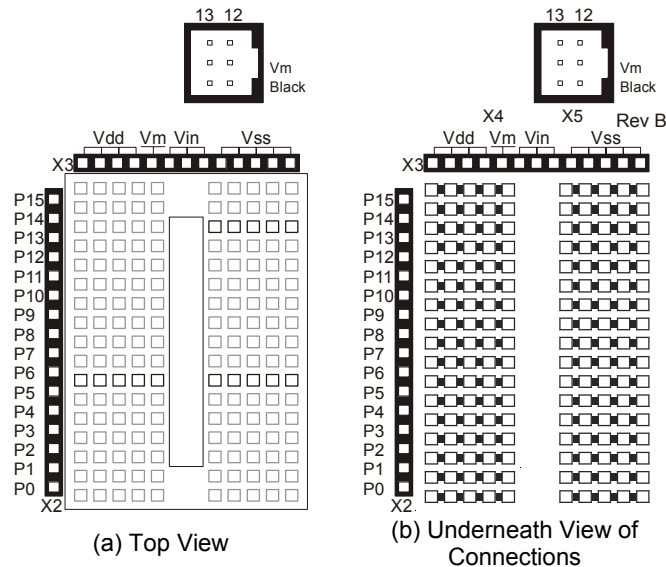 13 12
Vm
Black
Vdd Vm Vin Vss
X3
P15
P14
P13
P12
P11
P10
P9
P8
P7
P6
P5
P4
P3
P2
P1
P0
X2
(a) Top View
13 12
Vm
Black
X4 X5 Rev B
Vdd Vm Vin Vss
X3
P15
P14
P13
P12
P11
P10
P9
P8
P7
P6
P5
P4
P3
P2
P1
P0
X2
(b) Underneath View of
Connections